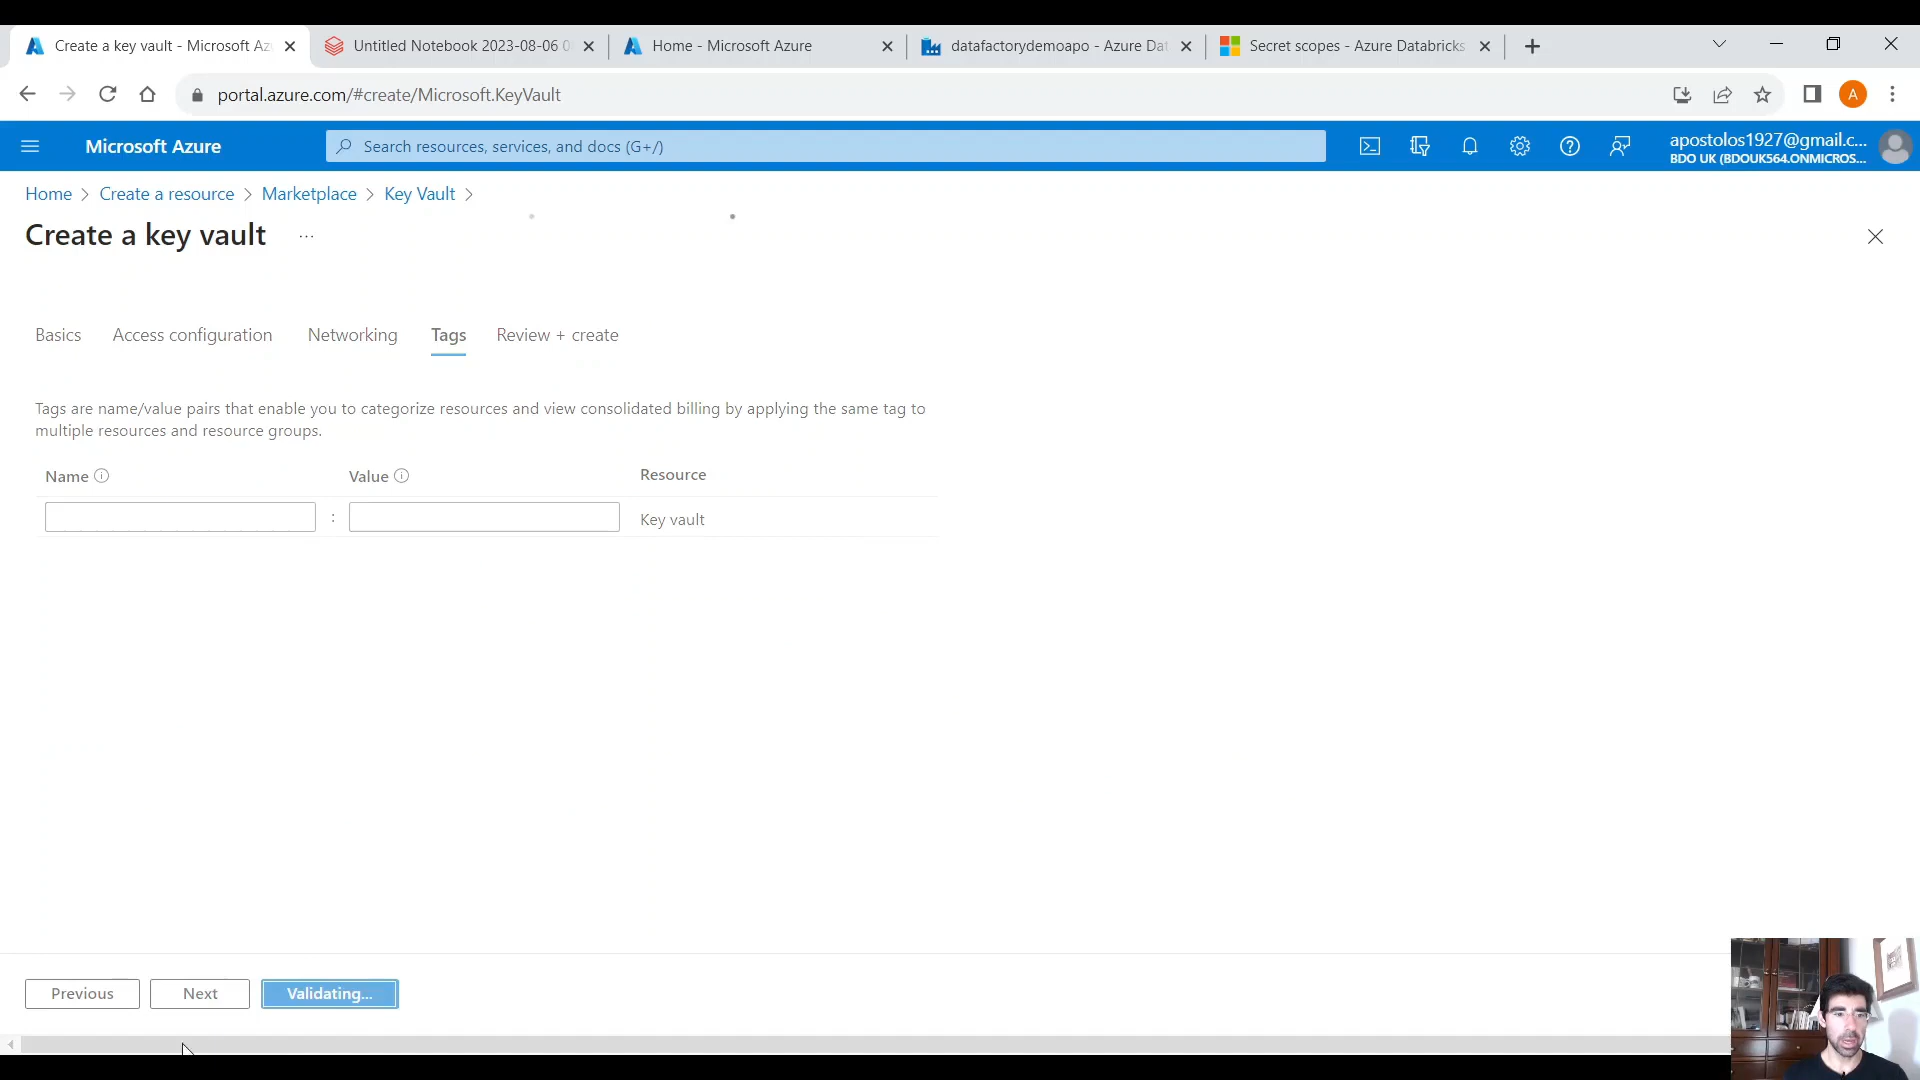 Create a key vault - Microsoft Az
Untitled Notebook 2023-08-06 0
Home - Microsoft Azure
datafactorydemoapo - Azure Dat
Secret scopes - Azure Databricks
portal.azure.com/#create/Microsoft.KeyVault
A
Microsoft Azure
Search resources, services, and docs (G+/)
apostolos1927@gmail.c...
BDO UK (BDOUK564.ONMICROS...
Home > Create a resource > Marketplace > Key Vault >
Create a key vault ...
Basics Access configuration Networking Tags Review + create
Tags are name/value pairs that enable you to categorize resources and view consolidated billing by applying the same tag to
multiple resources and resource groups.
Name Value Resource
: Key vault
Previous Next Validating...